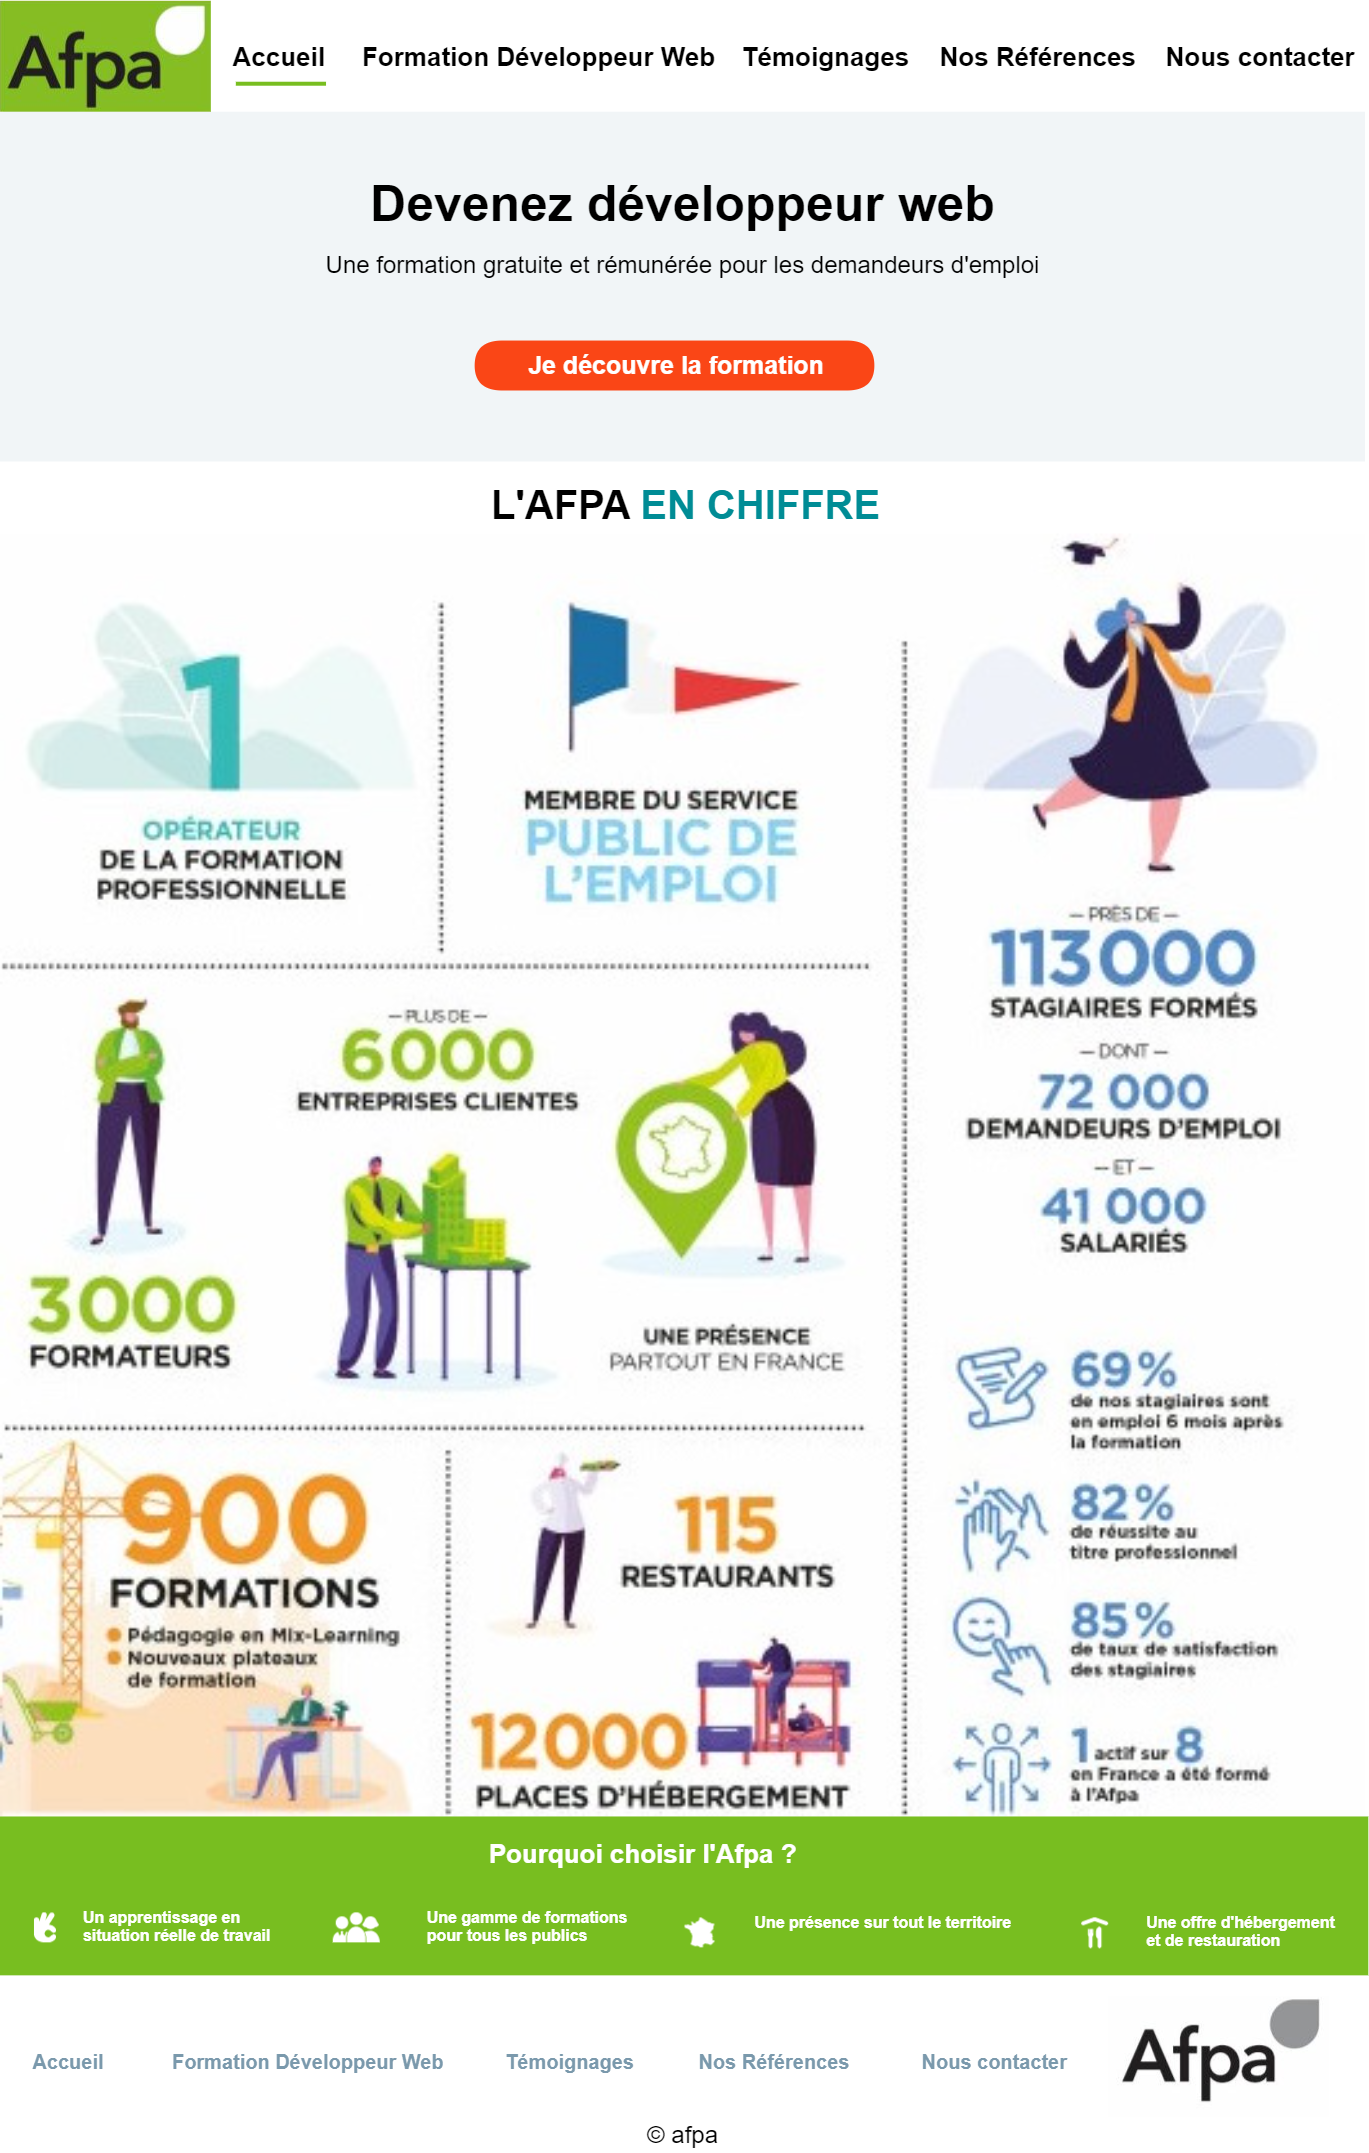 Afpa
Accueil
Formation Développeur Web
Témoignages
Nos Références
Nous contacter
Devenez développeur web
Une formation gratuite et rémunérée pour les demandeurs d'emploi
Je découvre la formation
L'AFPA EN CHIFFRE
1
OPÉRATEUR
DE LA FORMATION
PROFESSIONNELLE
MEMBRE DU SERVICE
PUBLIC DE
L'EMPLOI
– PRÈS DE –
113 000
STAGIAIRES FORMÉS
– DONT –
72 000
DEMANDEURS D'EMPLOI
– ET –
41 000
SALARIÉS
3 000
FORMATEURS
– PLUS DE –
6 000
ENTREPRISES CLIENTES
UNE PRÉSENCE
PARTOUT EN FRANCE
69 %
de nos stagiaires sont
en emploi 6 mois après
la formation
82 %
de réussite au
titre professionnel
85 %
de taux de satisfaction
des stagiaires
1 actif sur 8
en France a été formé
à l'Afpa
900
FORMATIONS
Pédagogie en Mix-Learning
Nouveaux plateaux
de formation
115
RESTAURANTS
12 000
PLACES D'HÉBERGEMENT
Pourquoi choisir l'Afpa ?
Un apprentissage en
situation réelle de travail
Une gamme de formations
pour tous les publics
Une présence sur tout le territoire
Une offre d'hébergement
et de restauration
Accueil
Formation Développeur Web
Témoignages
Nos Références
Nous contacter
Afpa
© afpa